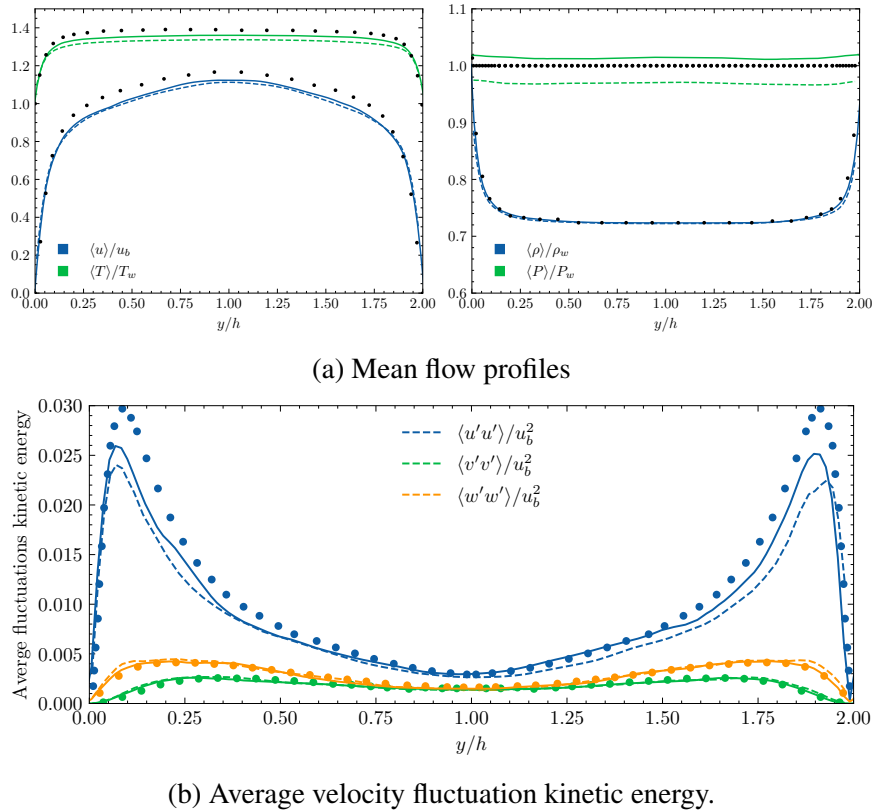 1.4
1.2
1.0
0.8
0.6
0.4
0.2
0.0
⟨u⟩/u_b
⟨T⟩/T_w
0.00 0.25 0.50 0.75 1.00 1.25 1.50 1.75 2.00
y/h
1.1
1.0
0.9
0.8
0.7
0.6
⟨ρ⟩/ρ_w
⟨P⟩/P_w
0.00 0.25 0.50 0.75 1.00 1.25 1.50 1.75 2.00
y/h
(a) Mean flow profiles
Averge fluctuations kinetic energy
0.030
0.025
0.020
0.015
0.010
0.005
0.000
⟨u′u′⟩/u_b^2
⟨v′v′⟩/u_b^2
⟨w′w′⟩/u_b^2
0.00 0.25 0.50 0.75 1.00 1.25 1.50 1.75 2.00
y/h
(b) Average velocity fluctuation kinetic energy.